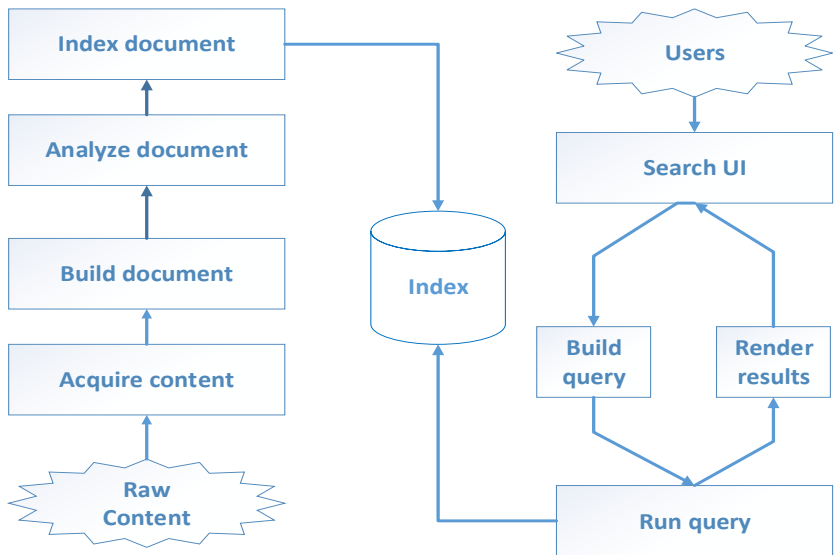 Index document
Analyze document
Build document
Acquire content
Raw
Content
Index
Users
Search UI
Build
query
Render
results
Run query